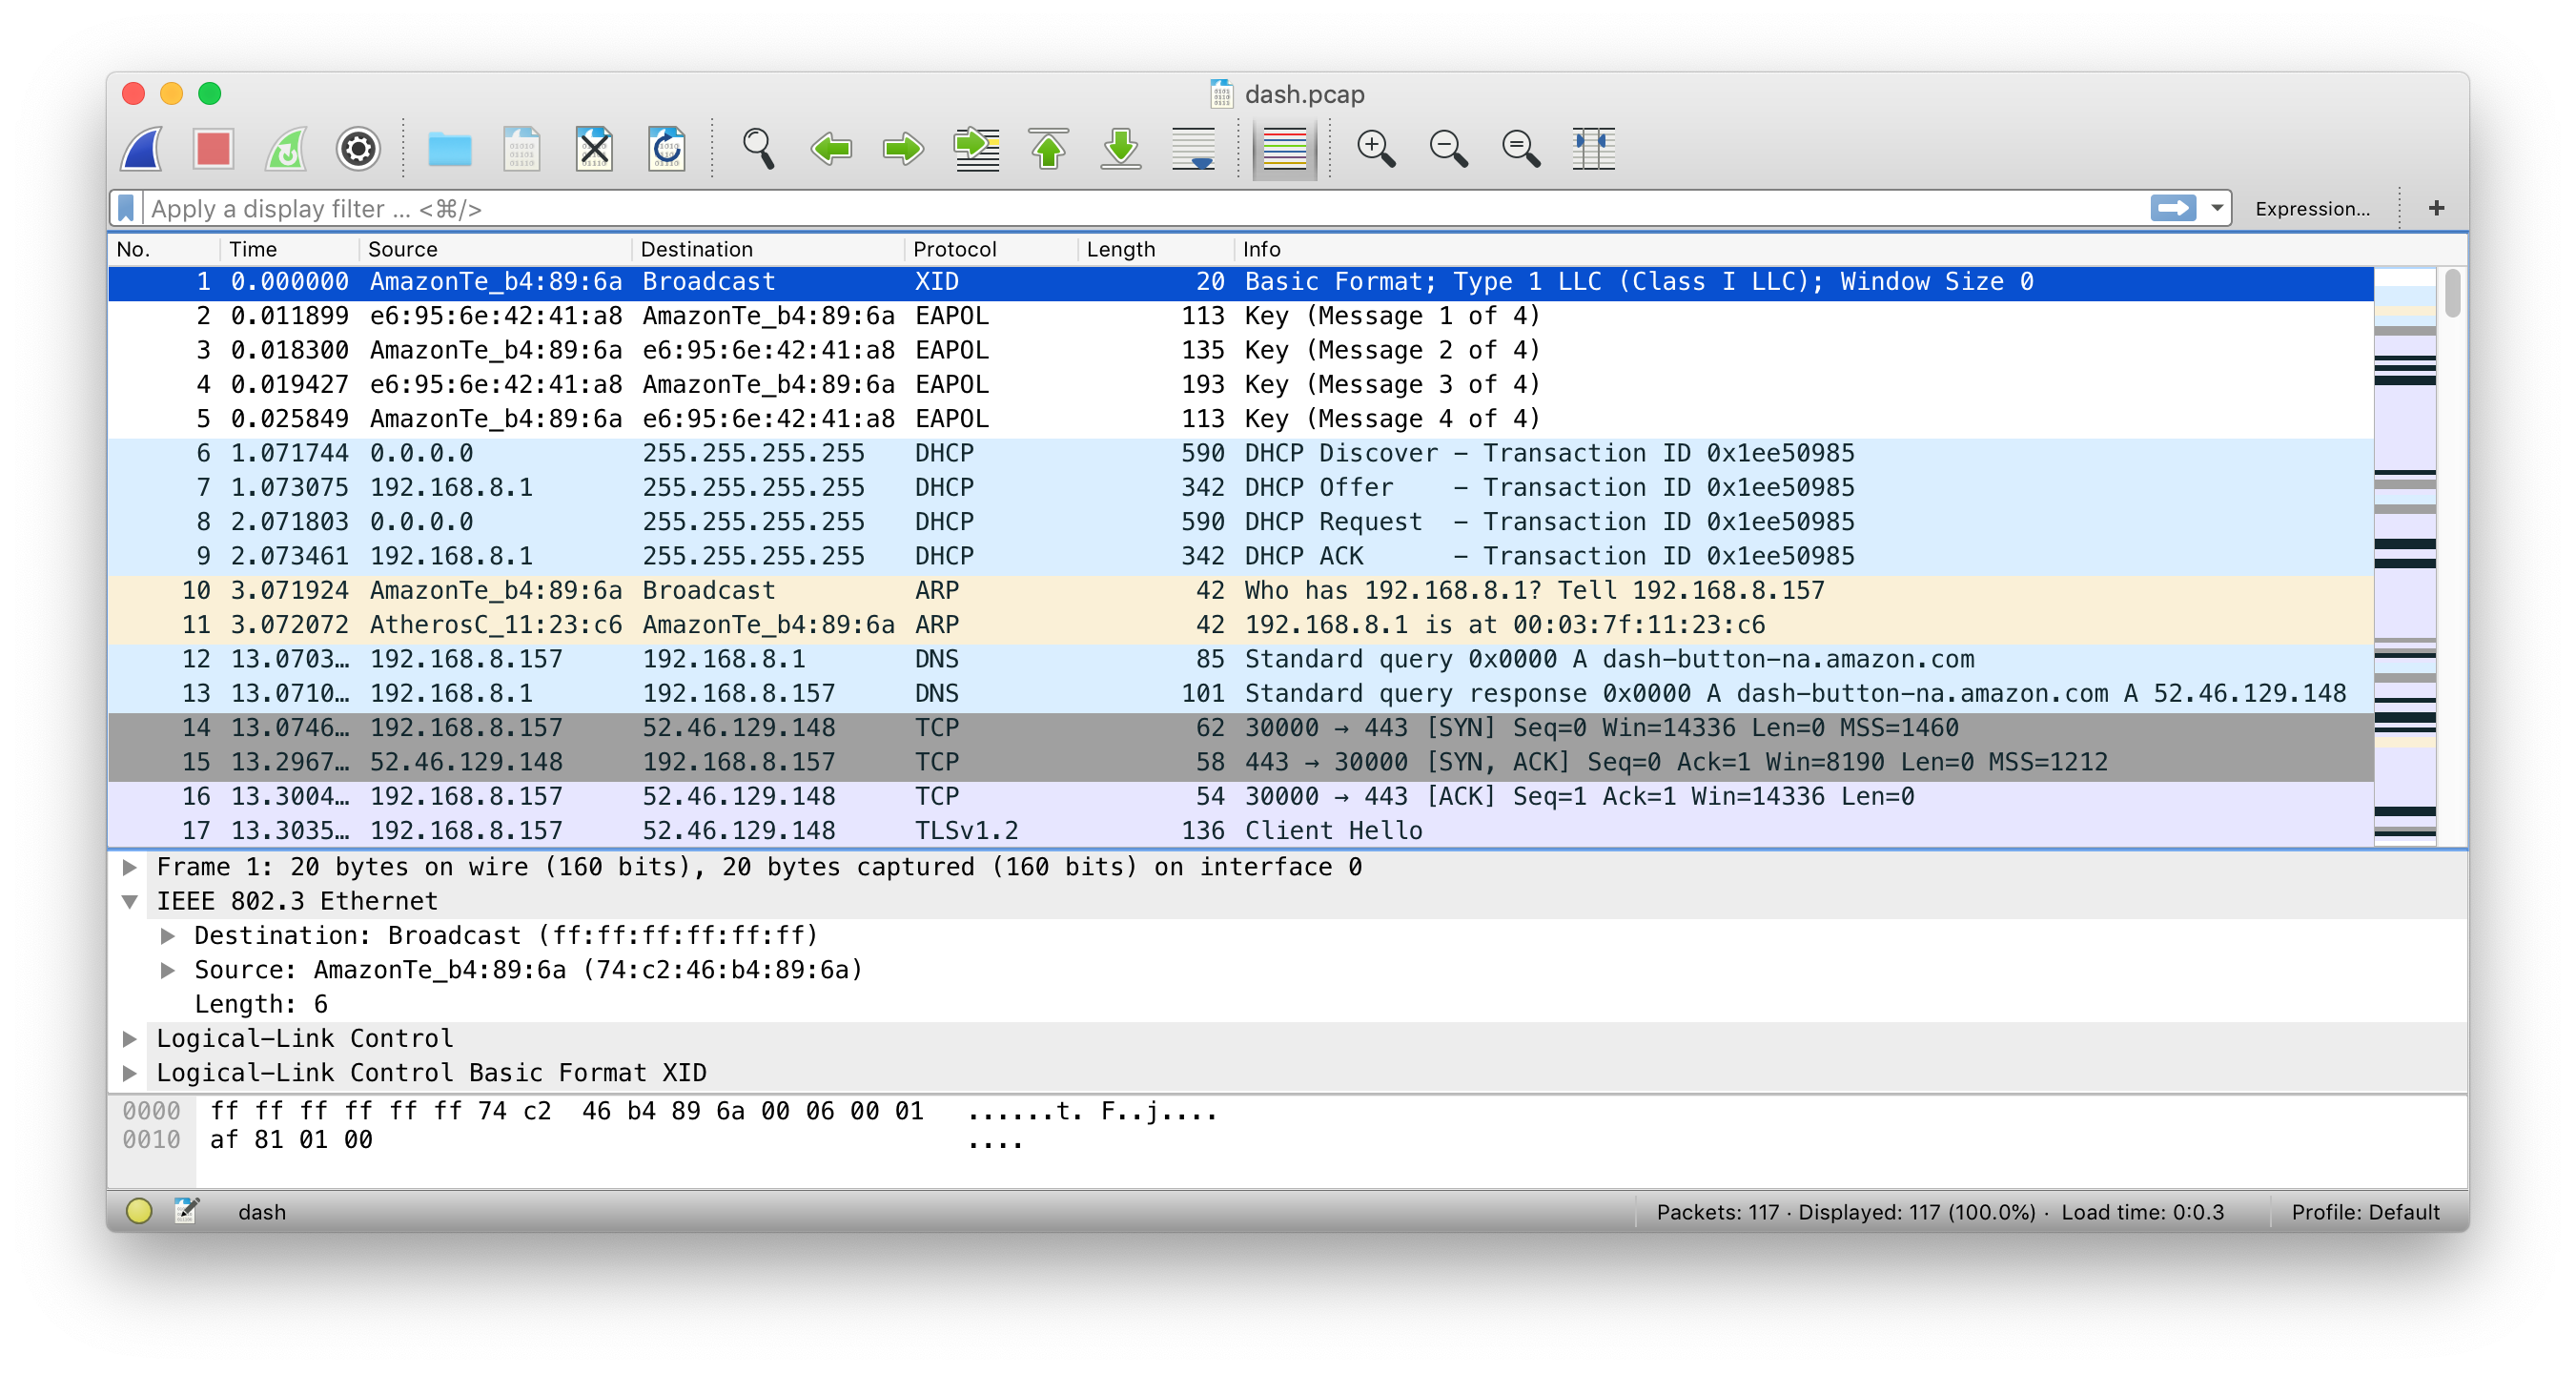 dash.pcap
Apply a display filter ... <⌘/>
Expression...
+
No. Time Source Destination Protocol Length Info
1 0.000000 AmazonTe_b4:89:6a Broadcast XID 20 Basic Format; Type 1 LLC (Class I LLC); Window Size 0
2 0.011899 e6:95:6e:42:41:a8 AmazonTe_b4:89:6a EAPOL 113 Key (Message 1 of 4)
3 0.018300 AmazonTe_b4:89:6a e6:95:6e:42:41:a8 EAPOL 135 Key (Message 2 of 4)
4 0.019427 e6:95:6e:42:41:a8 AmazonTe_b4:89:6a EAPOL 193 Key (Message 3 of 4)
5 0.025849 AmazonTe_b4:89:6a e6:95:6e:42:41:a8 EAPOL 113 Key (Message 4 of 4)
6 1.071744 0.0.0.0 255.255.255.255 DHCP 590 DHCP Discover – Transaction ID 0x1ee50985
7 1.073075 192.168.8.1 255.255.255.255 DHCP 342 DHCP Offer – Transaction ID 0x1ee50985
8 2.071803 0.0.0.0 255.255.255.255 DHCP 590 DHCP Request – Transaction ID 0x1ee50985
9 2.073461 192.168.8.1 255.255.255.255 DHCP 342 DHCP ACK – Transaction ID 0x1ee50985
10 3.071924 AmazonTe_b4:89:6a Broadcast ARP 42 Who has 192.168.8.1? Tell 192.168.8.157
11 3.072072 AtherosC_11:23:c6 AmazonTe_b4:89:6a ARP 42 192.168.8.1 is at 00:03:7f:11:23:c6
12 13.0703… 192.168.8.157 192.168.8.1 DNS 85 Standard query 0x0000 A dash-button-na.amazon.com
13 13.0710… 192.168.8.1 192.168.8.157 DNS 101 Standard query response 0x0000 A dash-button-na.amazon.com A 52.46.129.148
14 13.0746… 192.168.8.157 52.46.129.148 TCP 62 30000 → 443 [SYN] Seq=0 Win=14336 Len=0 MSS=1460
15 13.2967… 52.46.129.148 192.168.8.157 TCP 58 443 → 30000 [SYN, ACK] Seq=0 Ack=1 Win=8190 Len=0 MSS=1212
16 13.3004… 192.168.8.157 52.46.129.148 TCP 54 30000 → 443 [ACK] Seq=1 Ack=1 Win=14336 Len=0
17 13.3035… 192.168.8.157 52.46.129.148 TLSv1.2 136 Client Hello
Frame 1: 20 bytes on wire (160 bits), 20 bytes captured (160 bits) on interface 0
IEEE 802.3 Ethernet
Destination: Broadcast (ff:ff:ff:ff:ff:ff)
Source: AmazonTe_b4:89:6a (74:c2:46:b4:89:6a)
Length: 6
Logical–Link Control
Logical–Link Control Basic Format XID
0000 ff ff ff ff ff ff 74 c2 46 b4 89 6a 00 06 00 01 ......t. F..j....
0010 af 81 01 00 ....
dash
Packets: 117 · Displayed: 117 (100.0%) · Load time: 0:0.3
Profile: Default